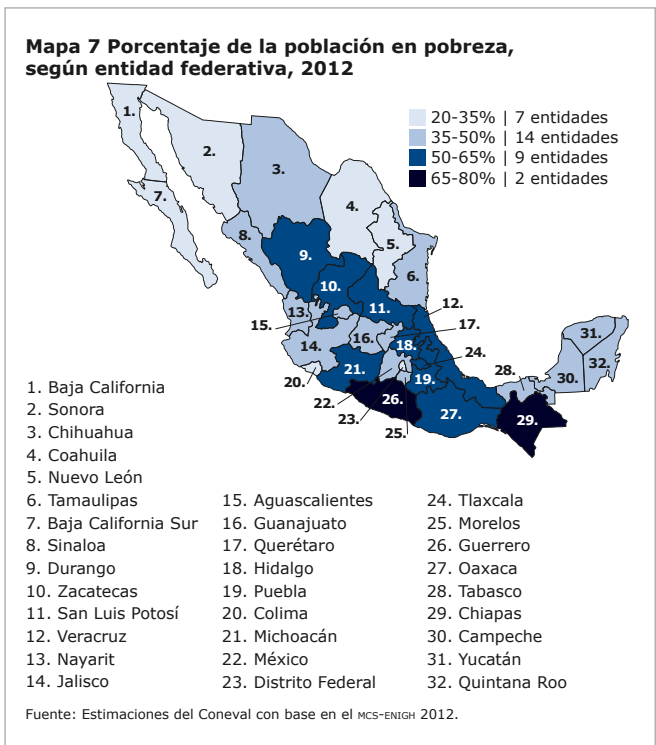 Mapa 7 Porcentaje de la población en pobreza,
según entidad federativa, 2012
20-35% | 7 entidades
35-50% | 14 entidades
50-65% | 9 entidades
65-80% | 2 entidades
1.
2.
3.
4.
5.
6.
7.
8.
9.
10.
11.
12.
13.
14.
15.
16.
17.
18.
19.
20.
21.
22.
23.
24.
25.
26.
27.
28.
29.
30.
31.
32.
1. Baja California
2. Sonora
3. Chihuahua
4. Coahuila
5. Nuevo León
6. Tamaulipas
7. Baja California Sur
8. Sinaloa
9. Durango
10. Zacatecas
11. San Luis Potosí
12. Veracruz
13. Nayarit
14. Jalisco
15. Aguascalientes
16. Guanajuato
17. Querétaro
18. Hidalgo
19. Puebla
20. Colima
21. Michoacán
22. México
23. Distrito Federal
24. Tlaxcala
25. Morelos
26. Guerrero
27. Oaxaca
28. Tabasco
29. Chiapas
30. Campeche
31. Yucatán
32. Quintana Roo
Fuente: Estimaciones del Coneval con base en el MCS-ENIGH 2012.